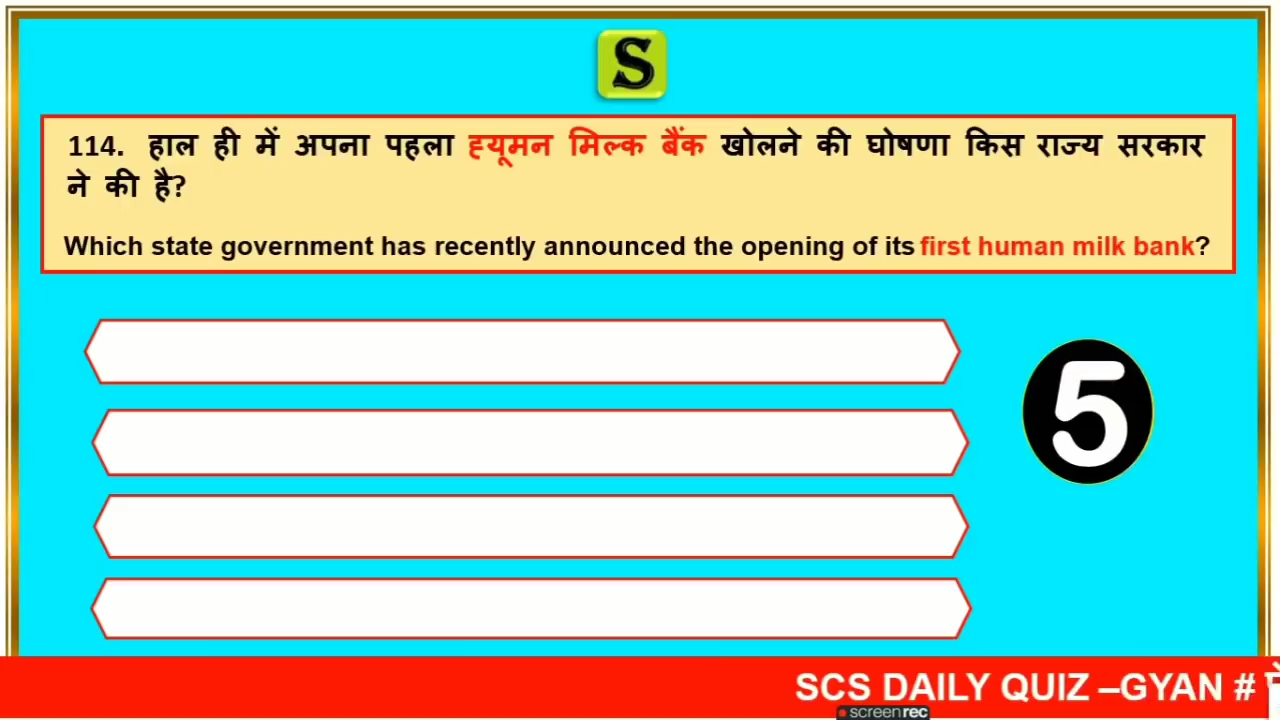 S
114. हाल ही में अपना पहला ह्यूमन मिल्क बैंक खोलने की घोषणा किस राज्य सरकार
ने की है?
Which state government has recently announced the opening of its first human milk bank?
5
SCS DAILY QUIZ –GYAN #
screenrec